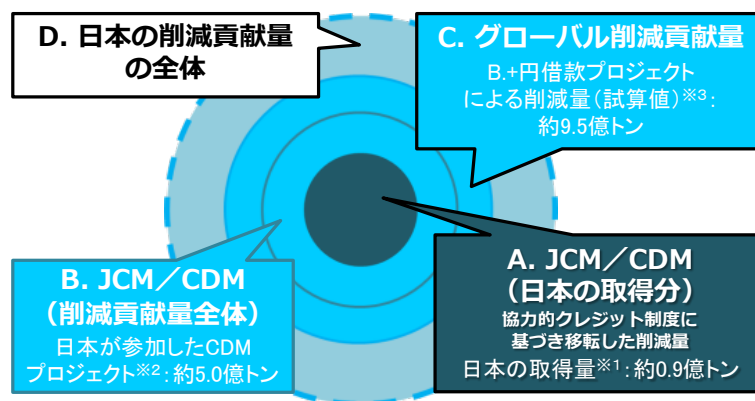 D. 日本の削減貢献量
の全体
C. グローバル削減貢献量
B.+円借款プロジェクト
による削減量(試算値)※3:
約9.5億トン
B. JCM/CDM
(削減貢献量全体)
日本が参加したCDM
プロジェクト※2:約5.0億トン
A. JCM/CDM
(日本の取得分)
協力的クレジット制度に
基づき移転した削減量
日本の取得量※1:約0.9億トン